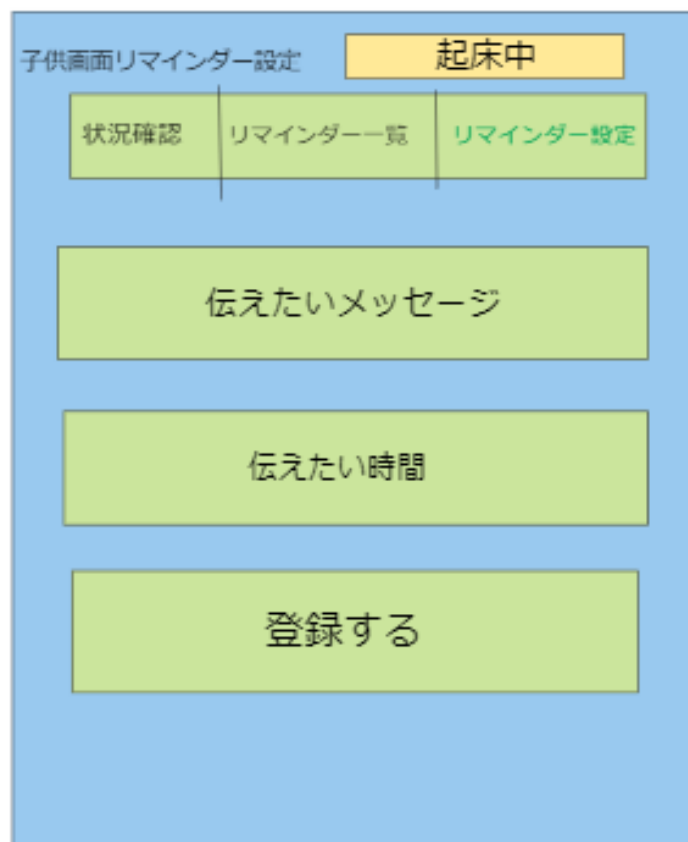 子供画面リマインダー設定
起床中
状況確認 リマインダー一覧 リマインダー設定
伝えたいメッセージ
伝えたい時間
登録する